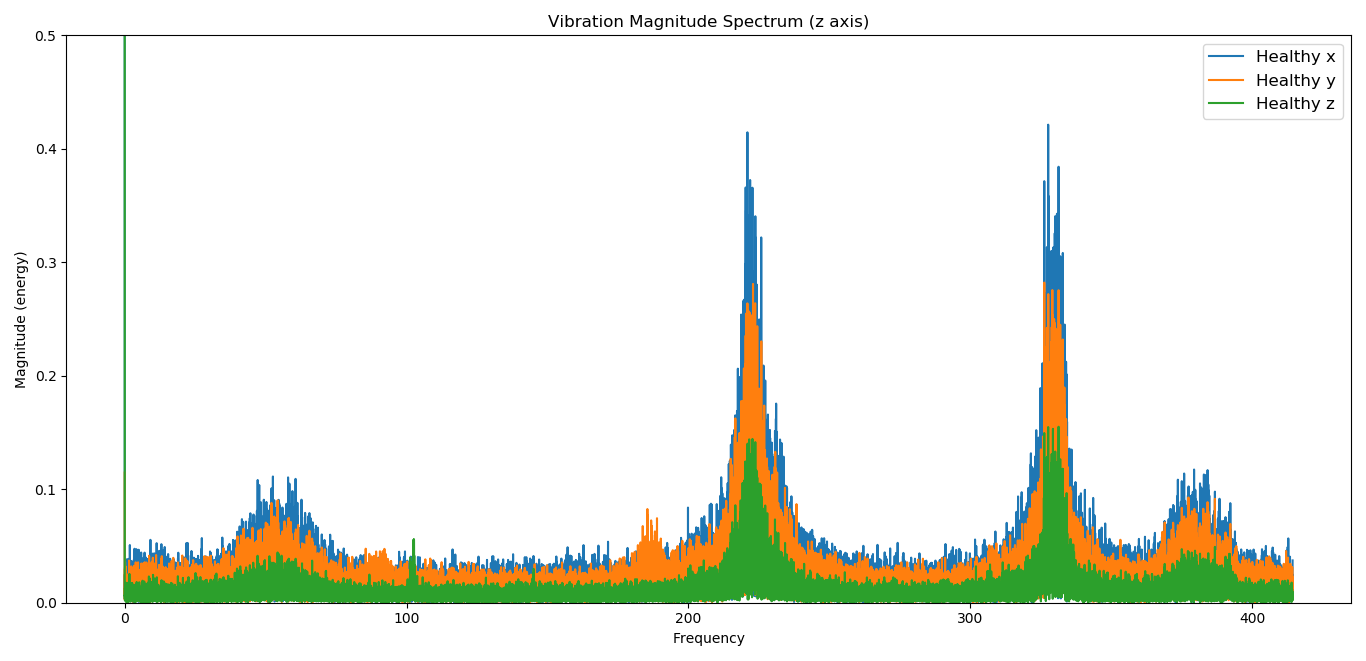 Vibration Magnitude Spectrum (z axis)
Healthy x
Healthy y
Healthy z
Magnitude (energy)
0.5
0.4
0.3
0.2
0.1
0.0
0 100 200 300 400
Frequency